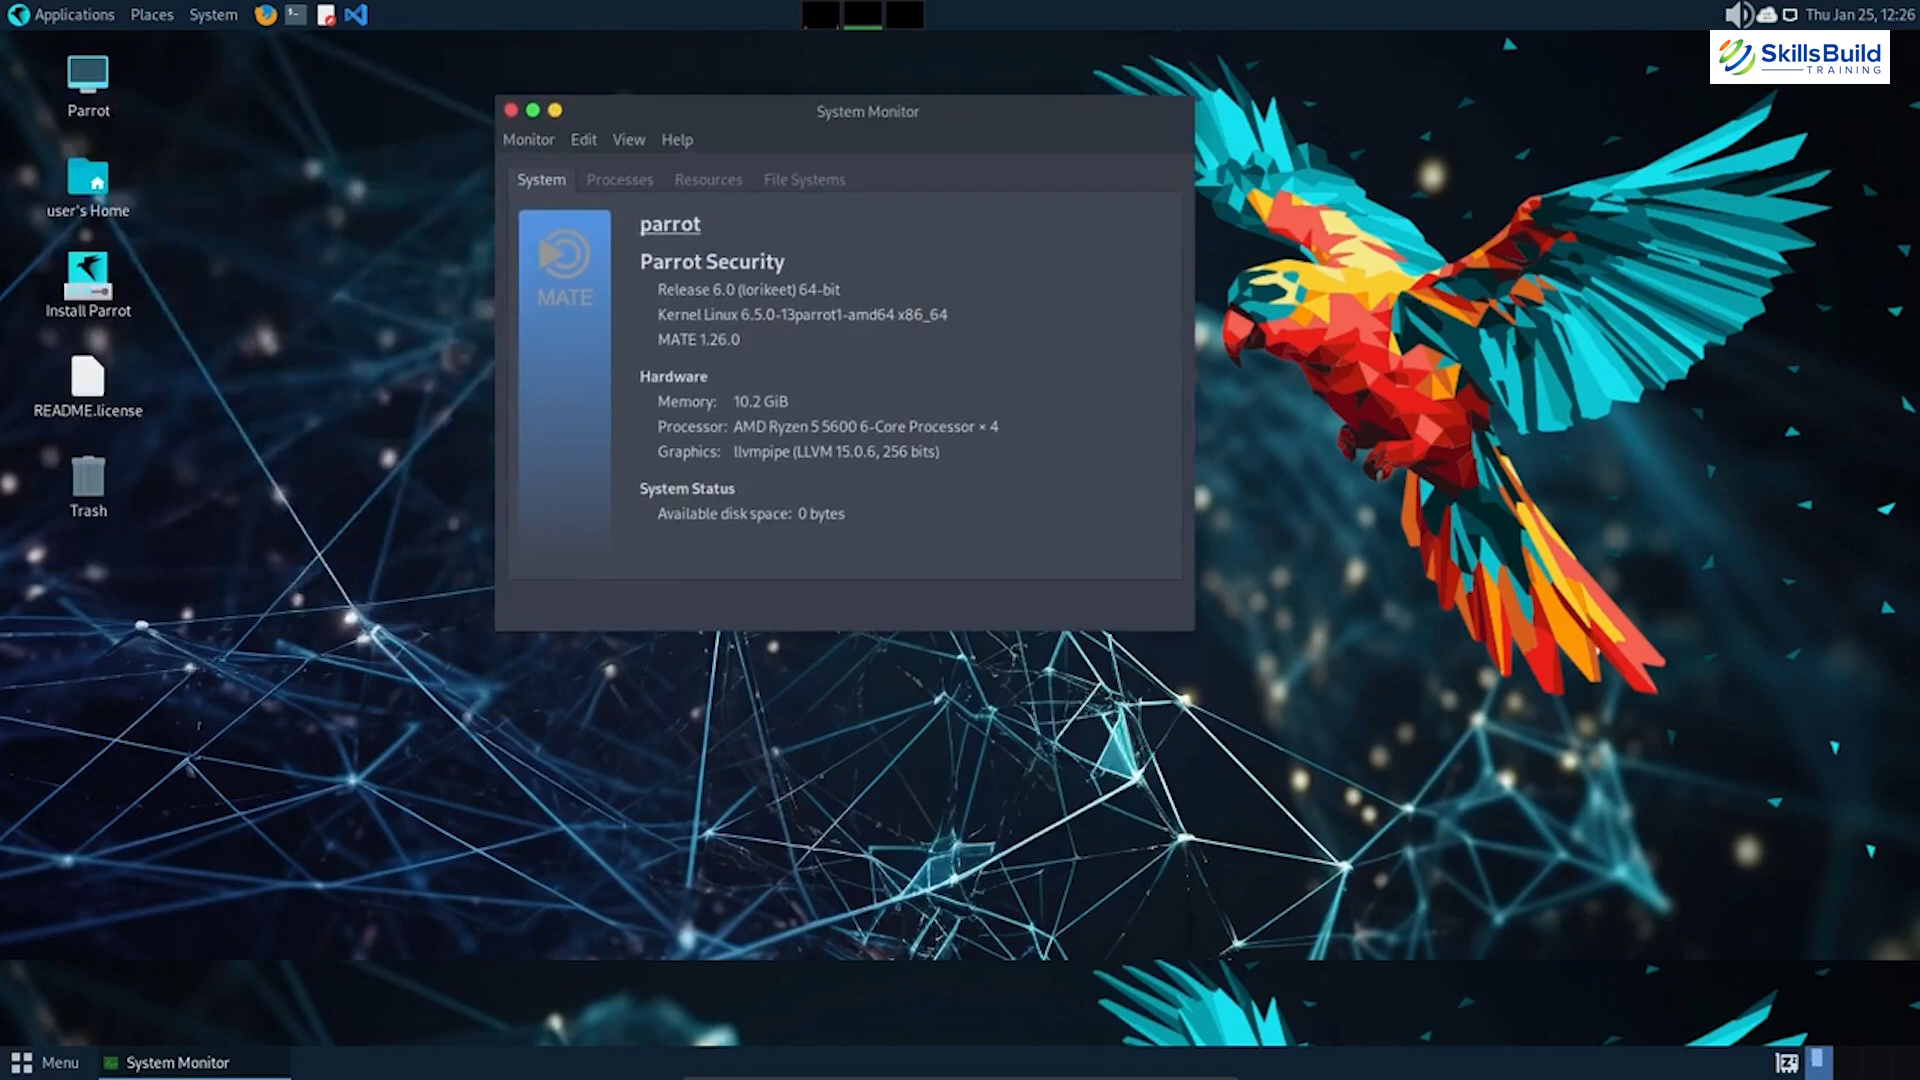 Applications Places System
Thu Jan 25, 12:26
SkillsBuild
TRAINING
Parrot
user's Home
Install Parrot
README.license
Trash
System Monitor
Monitor Edit View Help
System Processes Resources File Systems
MATE
parrot
Parrot Security
Release 6.0 (lorikeet) 64-bit
Kernel Linux 6.5.0-13parrot1-amd64 x86_64
MATE 1.26.0
Hardware
Memory: 10.2 GiB
Processor: AMD Ryzen 5 5600 6-Core Processor × 4
Graphics: llvmpipe (LLVM 15.0.6, 256 bits)
System Status
Available disk space: 0 bytes
Menu System Monitor